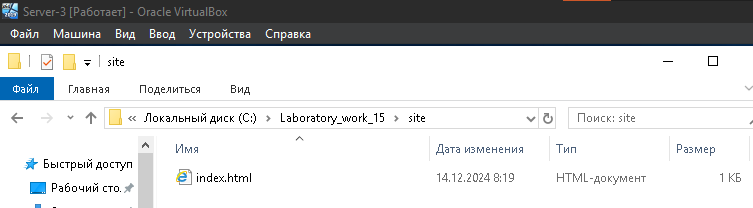 Server-3 [Работает] - Oracle VirtualBox
Файл Машина Вид Ввод Устройства Справка
site
Файл Главная Поделиться Вид
« Локальный диск (C:) > Laboratory_work_15 > site Поиск: site
Имя Дата изменения Тип Размер
Быстрый доступ
index.html 14.12.2024 8:19 HTML-документ 1 КБ
Рабочий сто.